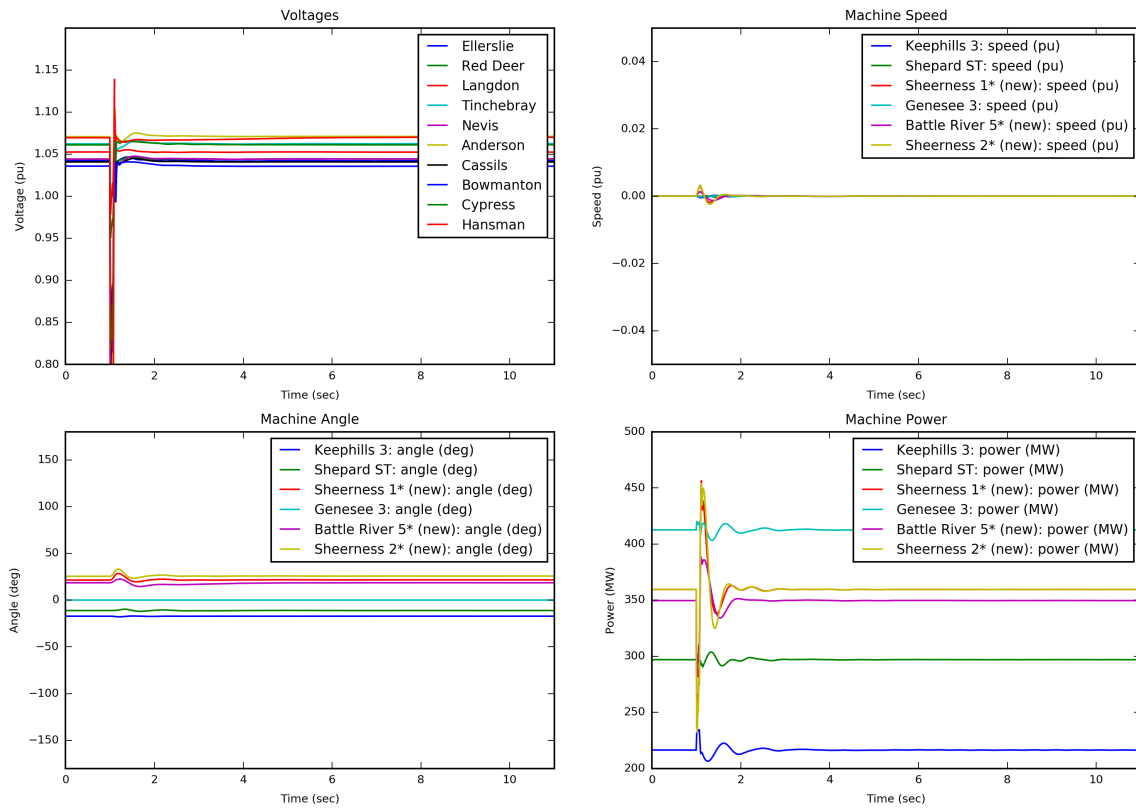 Voltages
1.15
1.10
1.05
1.00
0.95
0.90
0.85
0.80
Voltage (pu)
Ellerslie
Red Deer
Langdon
Tinchebray
Nevis
Anderson
Cassils
Bowmanton
Cypress
Hansman
0 2 4 6 8 10
Time (sec)
Machine Speed
0.04
0.02
0.00
−0.02
−0.04
Speed (pu)
Keephills 3: speed (pu)
Shepard ST: speed (pu)
Sheerness 1* (new): speed (pu)
Genesee 3: speed (pu)
Battle River 5* (new): speed (pu)
Sheerness 2* (new): speed (pu)
0 2 4 6 8 10
Time (sec)
Machine Angle
150
100
50
0
−50
−100
−150
Angle (deg)
Keephills 3: angle (deg)
Shepard ST: angle (deg)
Sheerness 1* (new): angle (deg)
Genesee 3: angle (deg)
Battle River 5* (new): angle (deg)
Sheerness 2* (new): angle (deg)
0 2 4 6 8 10
Time (sec)
Machine Power
500
450
400
350
300
250
200
Power (MW)
Keephills 3: power (MW)
Shepard ST: power (MW)
Sheerness 1* (new): power (MW)
Genesee 3: power (MW)
Battle River 5* (new): power (MW)
Sheerness 2* (new): power (MW)
0 2 4 6 8 10
Time (sec)